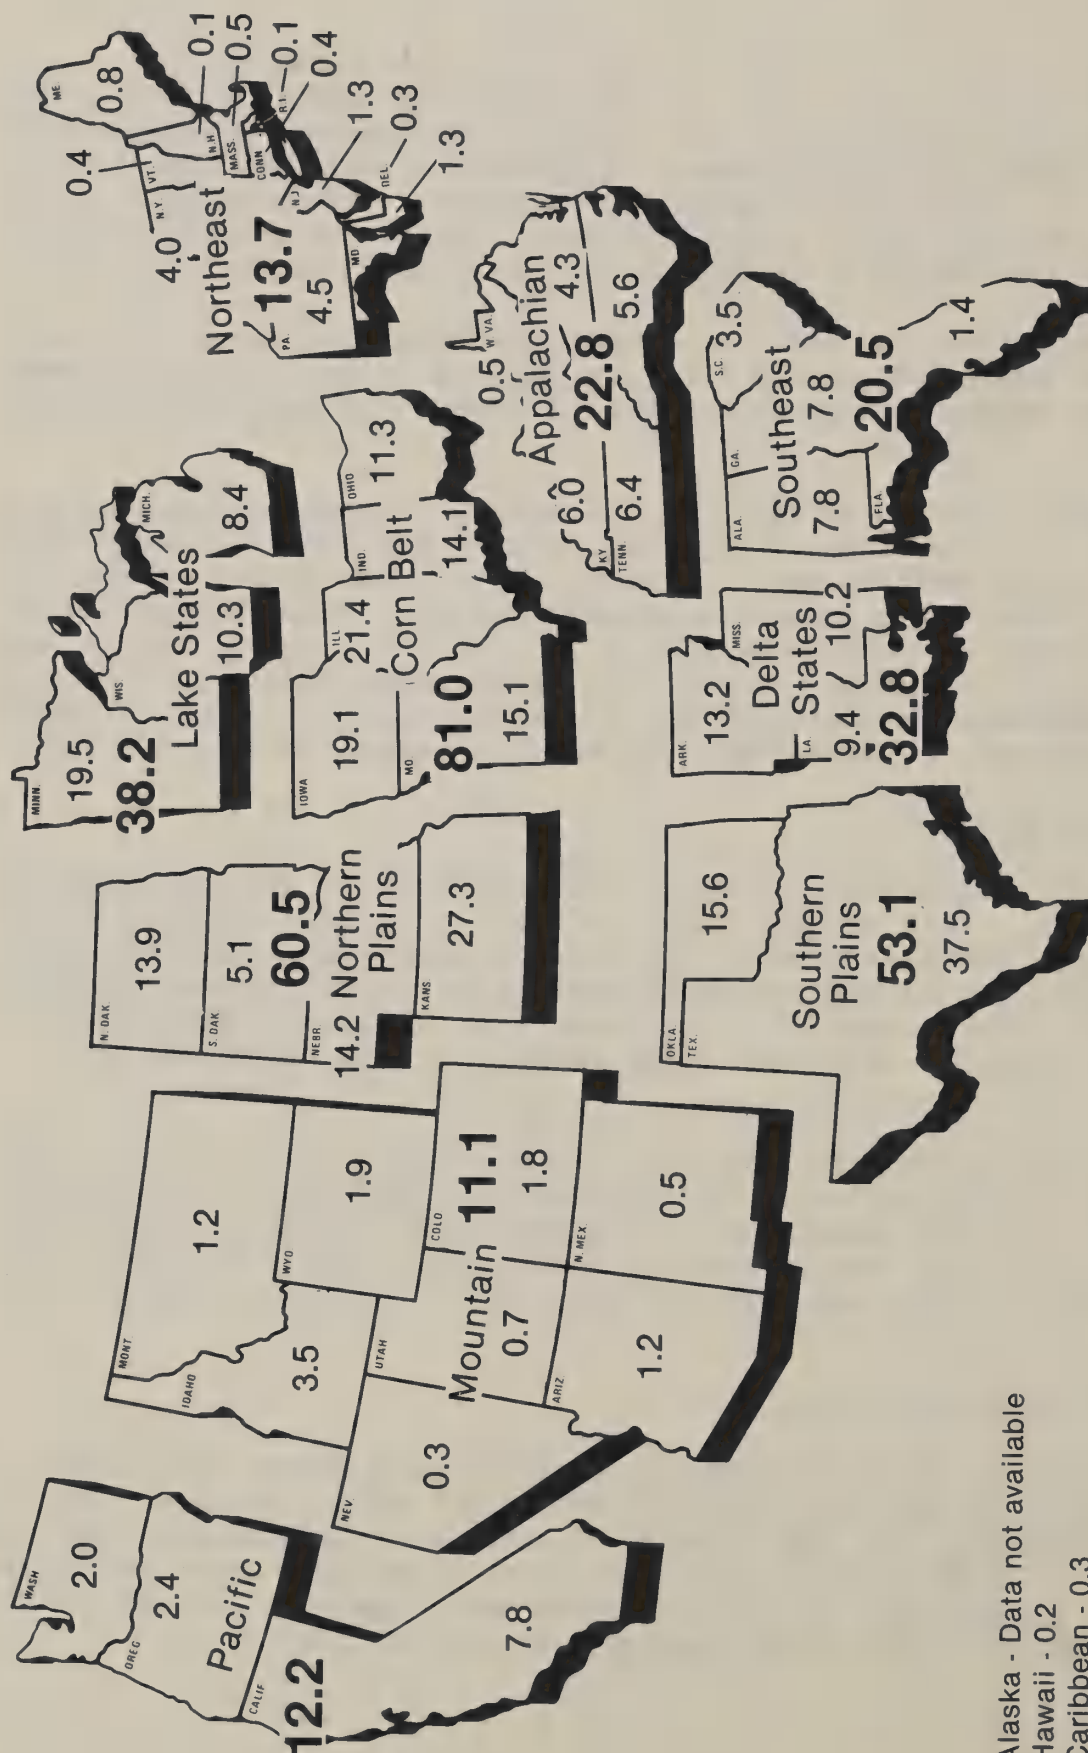 WASH
2.0
OREG
2.4
Pacific
CALIF
12.2
7.8
MONT
1.2
IDAHO
3.5
WYO
1.9
NEV.
0.3
UTAH
Mountain
0.7
COLO
11.1
1.8
ARIZ
1.2
N. MEX.
0.5
N. DAK
13.9
S. DAK
5.1
60.5
NEBR.
14.2 Northern
Plains
KANS
27.3
OKLA
15.6
TEX.
Southern
Plains
53.1
37.5
MINN.
19.5
38.2
WIS
Lake States
10.3
MICH.
8.4
IOWA
19.1
ILL
21.4
IND.
OHIO
11.3
Corn Belt
14.1
MO.
81.0
15.1
ARK
13.2
MISS.
Delta
States
LA.
9.4
10.2
32.8
0.5
W. VA.
Appalachian
6.0
22.8
4.3
KY
TENN.
6.4
5.6
ALA.
GA.
S.C.
3.5
Southeast
7.8
7.8
FLA.
20.5
1.4
ME.
0.8
0.4
VT.
N.Y
N.H
0.1
MASS.
0.5
CONN
R.I.
0.1
0.4
4.0
Northeast
13.7
N.J
1.3
PA.
4.5
MD
DEL
0.3
1.3
Alaska - Data not available
Hawaii - 0.2
Caribbean - 0.3